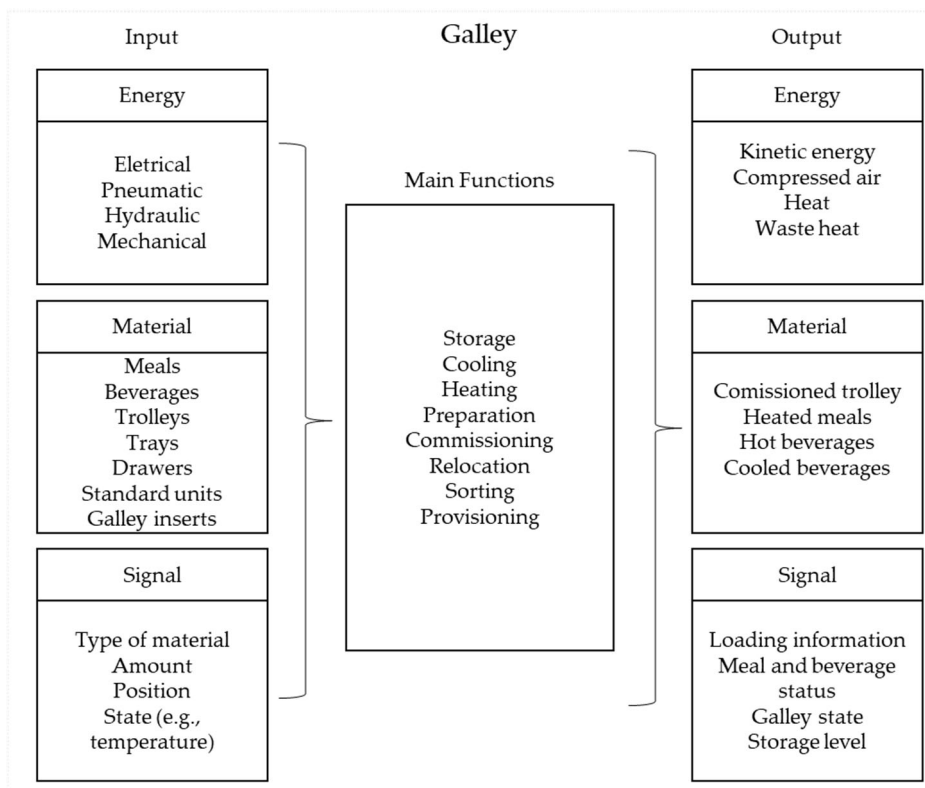 Input
Galley
Output
Energy
Eletrical
Pneumatic
Hydraulic
Mechanical
Material
Meals
Beverages
Trolleys
Trays
Drawers
Standard units
Galley inserts
Signal
Type of material
Amount
Position
State (e.g.,
temperature)
Main Functions
Storage
Cooling
Heating
Preparation
Commissioning
Relocation
Sorting
Provisioning
Energy
Kinetic energy
Compressed air
Heat
Waste heat
Material
Comissioned trolley
Heated meals
Hot beverages
Cooled beverages
Signal
Loading information
Meal and beverage
status
Galley state
Storage level